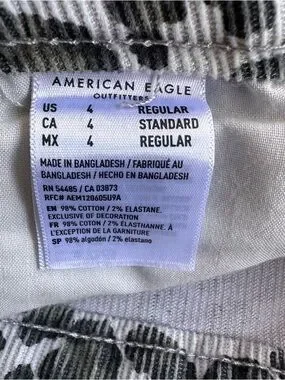 AMERICAN EAGLE
OUTFITTERS
US 4 REGULAR
CA 4 STANDARD
MX 4 REGULAR
MADE IN BANGLADESH / FABRIQUÉ AU
BANGLADESH / HECHO EN BANGLADESH
RN 54485 / CA 03873
RFC# AEM120605U9A
EN 98% COTTON / 2% ELASTANE.
EXCLUSIVE OF DECORATION
FR 98% COTON / 2% ÉLASTHANNE. À
L'EXCEPTION DE LA GARNITURE
SP 98% algodón / 2% elastano